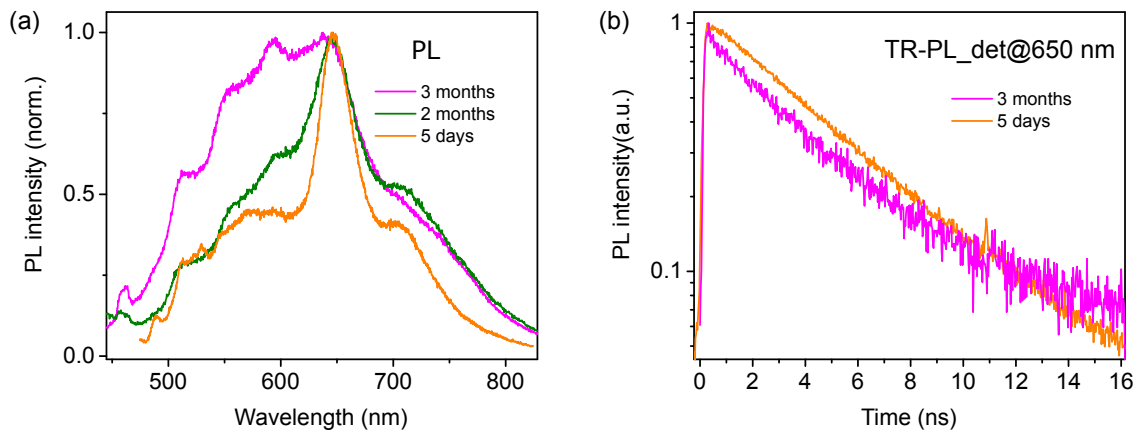 (a)
PL intensity (norm.)
1.0
0.5
0.0
PL
3 months
2 months
5 days
500
600
700
800
Wavelength (nm)
(b)
PL intensity(a.u.)
1
0.1
TR-PL_det@650 nm
3 months
5 days
0
2
4
6
8
10
12
14
16
Time (ns)